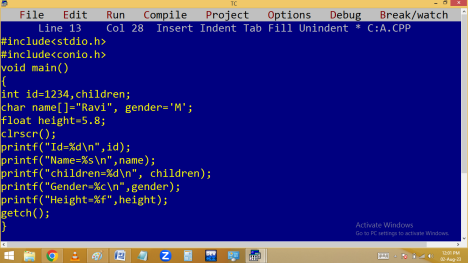 TC
File Edit Run Compile Project Options Debug Break/watch
Line 13 Col 28 Insert Indent Tab Fill Unindent * C:A.CPP
#include<stdio.h>
#include<conio.h>
void main()
{
int id=1234,children;
char name[]="Ravi", gender='M';
float height=5.8;
clrscr();
printf("Id=%d\n",id);
printf("Name=%s\n",name);
printf("children=%d\n", children);
printf("Gender=%c\n",gender);
printf("Height=%f",height);
getch();
}
Activate Windows
Go to PC settings to activate Windows.